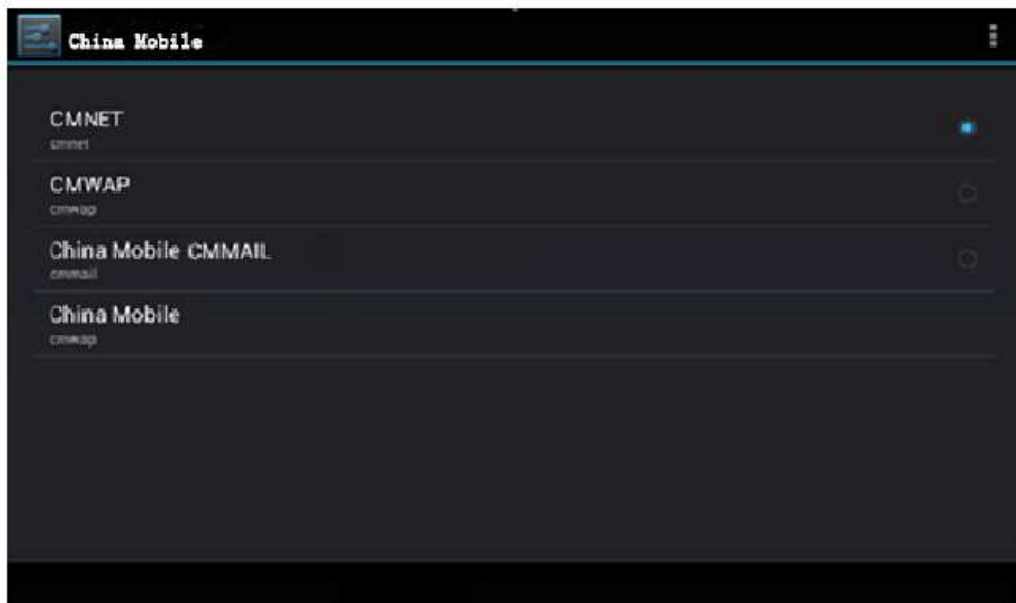 China Mobile
CMNET
cmnet
CMWAP
cmwap
China Mobile CMMAIL
cmmail
China Mobile
cmwap